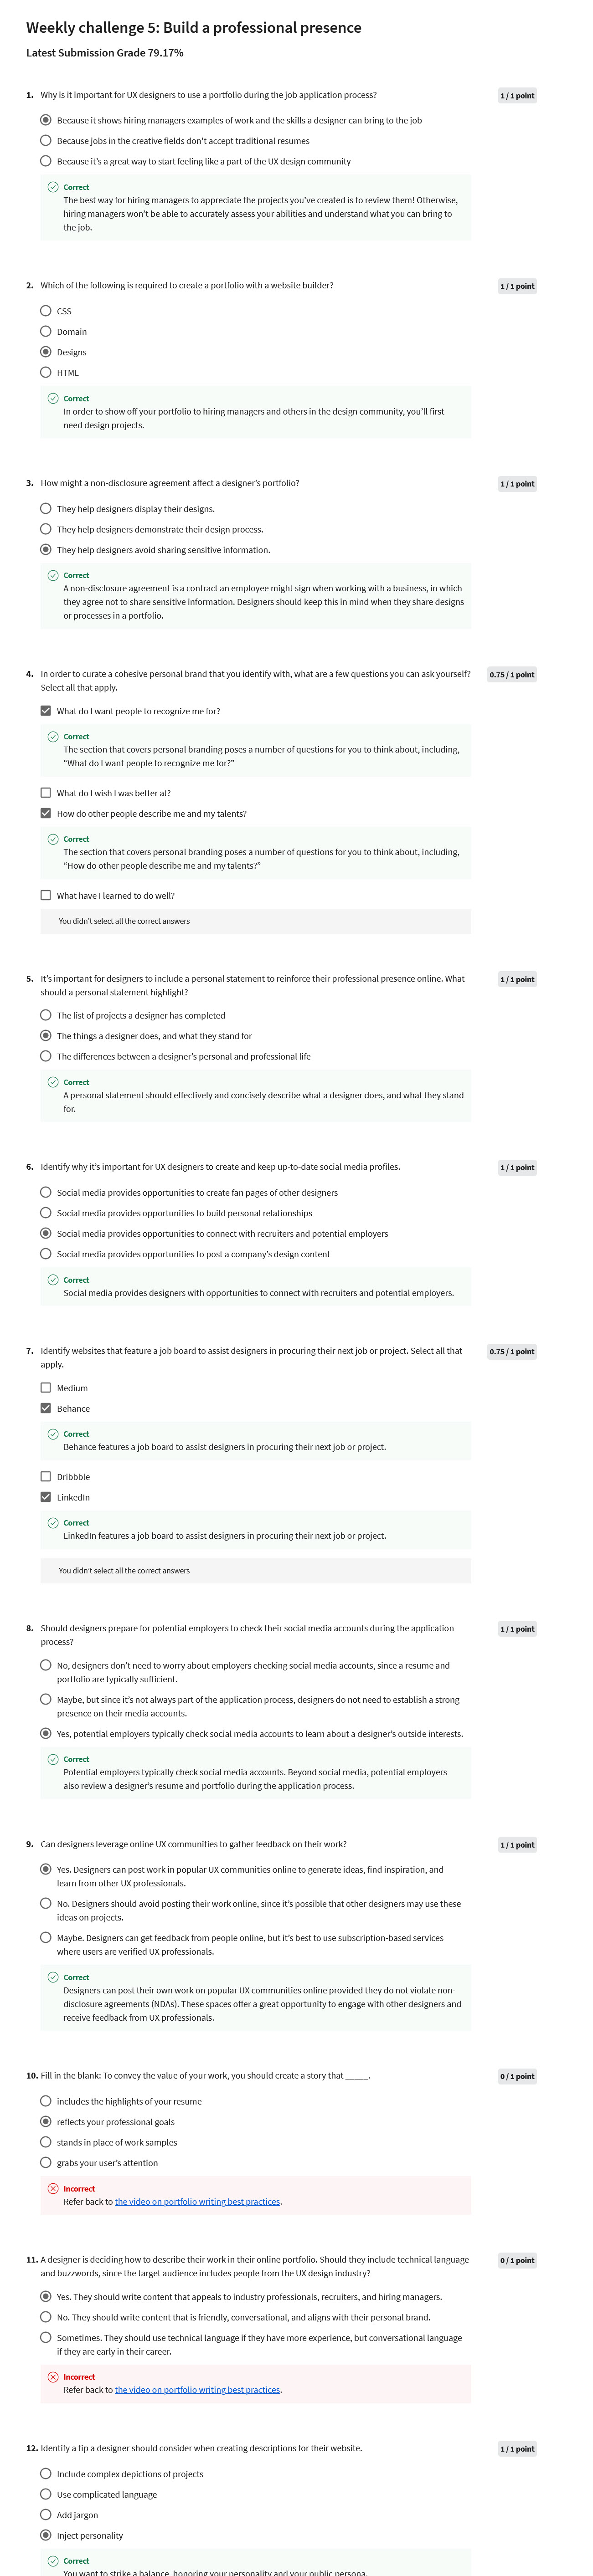 Weekly challenge 5: Build a professional presence
Latest Submission Grade 79.17%
1. Why is it important for UX designers to use a portfolio during the job application process?
1 / 1 point
Because it shows hiring managers examples of work and the skills a designer can bring to the job
Because jobs in the creative fields don't accept traditional resumes
Because it's a great way to start feeling like a part of the UX design community
Correct
The best way for hiring managers to appreciate the projects you've created is to review them! Otherwise,
hiring managers won't be able to accurately assess your abilities and understand what you can bring to
the job.
2. Which of the following is required to create a portfolio with a website builder?
1 / 1 point
CSS
Domain
Designs
HTML
Correct
In order to show off your portfolio to hiring managers and others in the design community, you'll first
need design projects.
3. How might a non-disclosure agreement affect a designer's portfolio?
1 / 1 point
They help designers display their designs.
They help designers demonstrate their design process.
They help designers avoid sharing sensitive information.
Correct
A non-disclosure agreement is a contract an employee might sign when working with a business, in which
they agree not to share sensitive information. Designers should keep this in mind when they share designs
or processes in a portfolio.
4. In order to curate a cohesive personal brand that you identify with, what are a few questions you can ask yourself?
Select all that apply.
0.75 / 1 point
What do I want people to recognize me for?
Correct
The section that covers personal branding poses a number of questions for you to think about, including,
“What do I want people to recognize me for?”
What do I wish I was better at?
How do other people describe me and my talents?
Correct
The section that covers personal branding poses a number of questions for you to think about, including,
“How do other people describe me and my talents?”
What have I learned to do well?
You didn’t select all the correct answers
5. It’s important for designers to include a personal statement to reinforce their professional presence online. What
should a personal statement highlight?
1 / 1 point
The list of projects a designer has completed
The things a designer does, and what they stand for
The differences between a designer’s personal and professional life
Correct
A personal statement should effectively and concisely describe what a designer does, and what they stand
for.
6. Identify why it’s important for UX designers to create and keep up-to-date social media profiles.
1 / 1 point
Social media provides opportunities to create fan pages of other designers
Social media provides opportunities to build personal relationships
Social media provides opportunities to connect with recruiters and potential employers
Social media provides opportunities to post a company’s design content
Correct
Social media provides designers with opportunities to connect with recruiters and potential employers.
7. Identify websites that feature a job board to assist designers in procuring their next job or project. Select all that
apply.
0.75 / 1 point
Medium
Behance
Correct
Behance features a job board to assist designers in procuring their next job or project.
Dribbble
LinkedIn
Correct
LinkedIn features a job board to assist designers in procuring their next job or project.
You didn’t select all the correct answers
8. Should designers prepare for potential employers to check their social media accounts during the application
process?
1 / 1 point
No, designers don’t need to worry about employers checking social media accounts, since a resume and
portfolio are typically sufficient.
Maybe, but since it’s not always part of the application process, designers do not need to establish a strong
presence on their media accounts.
Yes, potential employers typically check social media accounts to learn about a designer’s outside interests.
Correct
Potential employers typically check social media accounts. Beyond social media, potential employers
also review a designer’s resume and portfolio during the application process.
9. Can designers leverage online UX communities to gather feedback on their work?
1 / 1 point
Yes. Designers can post work in popular UX communities online to generate ideas, find inspiration, and
learn from other UX professionals.
No. Designers should avoid posting their work online, since it’s possible that other designers may use these
ideas on projects.
Maybe. Designers can get feedback from people online, but it’s best to use subscription-based services
where users are verified UX professionals.
Correct
Designers can post their own work on popular UX communities online provided they do not violate non-
disclosure agreements (NDAs). These spaces offer a great opportunity to engage with other designers and
receive feedback from UX professionals.
10. Fill in the blank: To convey the value of your work, you should create a story that _____.
0 / 1 point
includes the highlights of your resume
reflects your professional goals
stands in place of work samples
grabs your user’s attention
Incorrect
Refer back to the video on portfolio writing best practices.
11. A designer is deciding how to describe their work in their online portfolio. Should they include technical language
and buzzwords, since the target audience includes people from the UX design industry?
0 / 1 point
Yes. They should write content that appeals to industry professionals, recruiters, and hiring managers.
No. They should write content that is friendly, conversational, and aligns with their personal brand.
Sometimes. They should use technical language if they have more experience, but conversational language
if they are early in their career.
Incorrect
Refer back to the video on portfolio writing best practices.
12. Identify a tip a designer should consider when creating descriptions for their website.
1 / 1 point
Include complex depictions of projects
Use complicated language
Add jargon
Inject personality
Correct
You want to strike a balance, honoring your personality and your public persona.